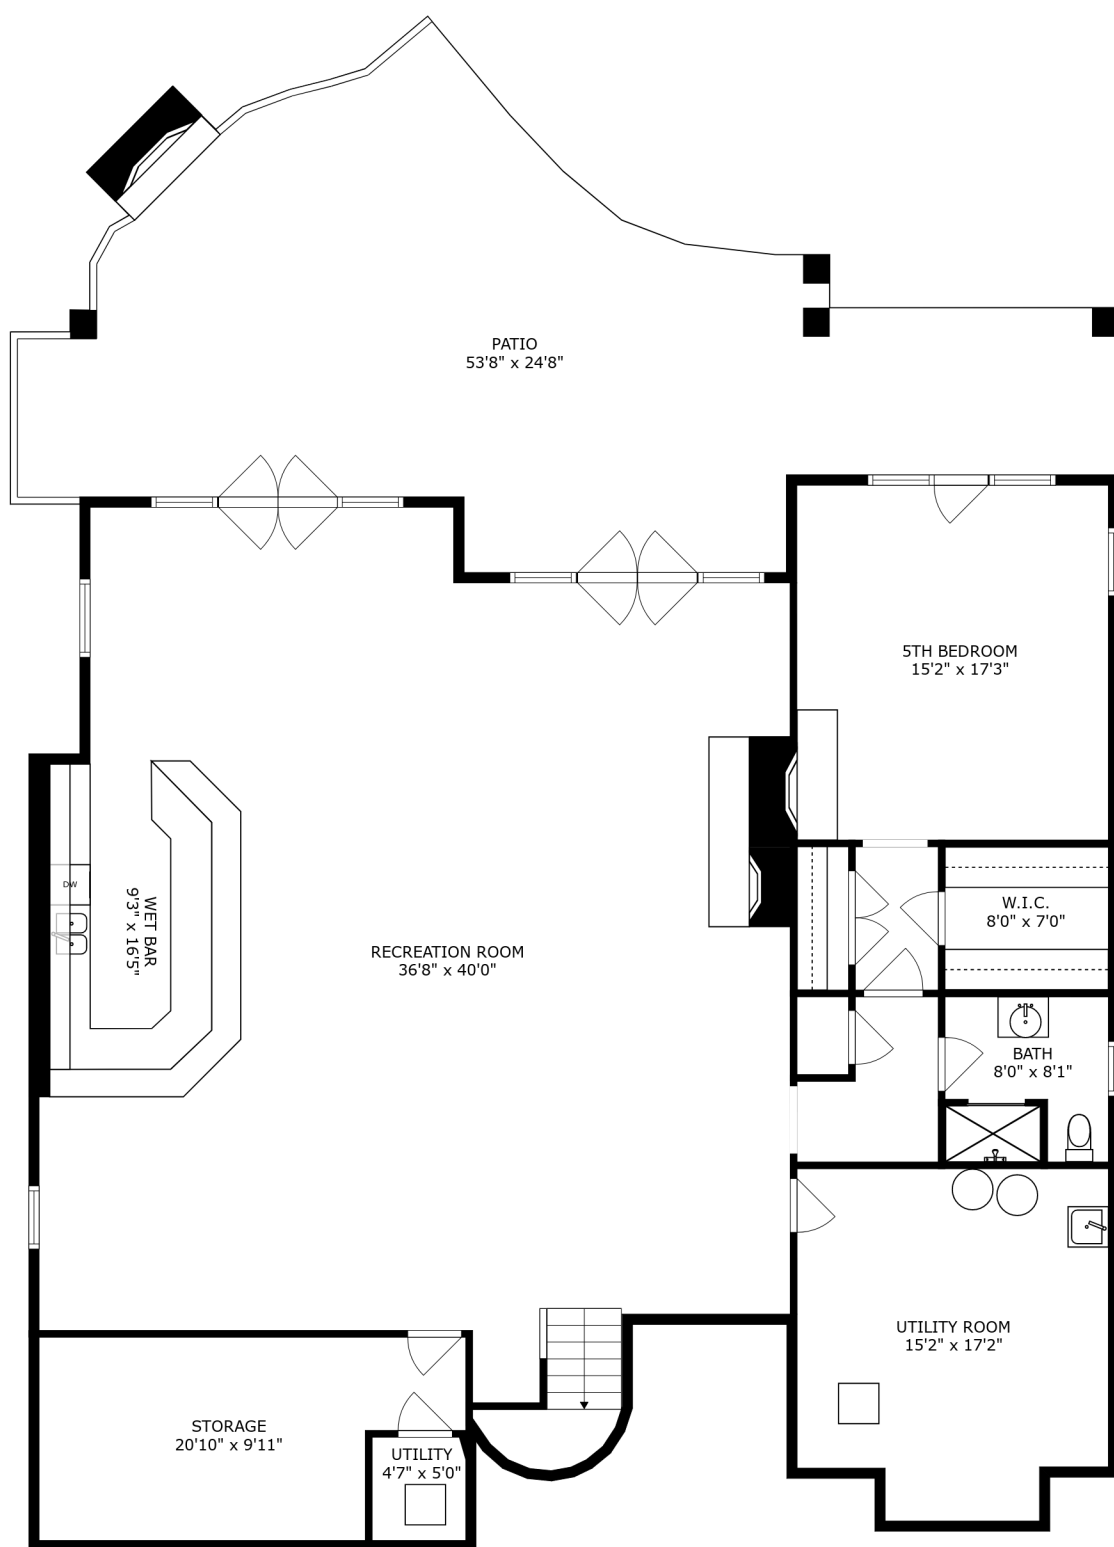 PATIO
53'8" x 24'8"
5TH BEDROOM
15'2" x 17'3"
DW
WET BAR
9'3" x 16'5"
RECREATION ROOM
36'8" x 40'0"
W.I.C.
8'0" x 7'0"
BATH
8'0" x 8'1"
UTILITY ROOM
15'2" x 17'2"
STORAGE
20'10" x 9'11"
UTILITY
4'7" x 5'0"